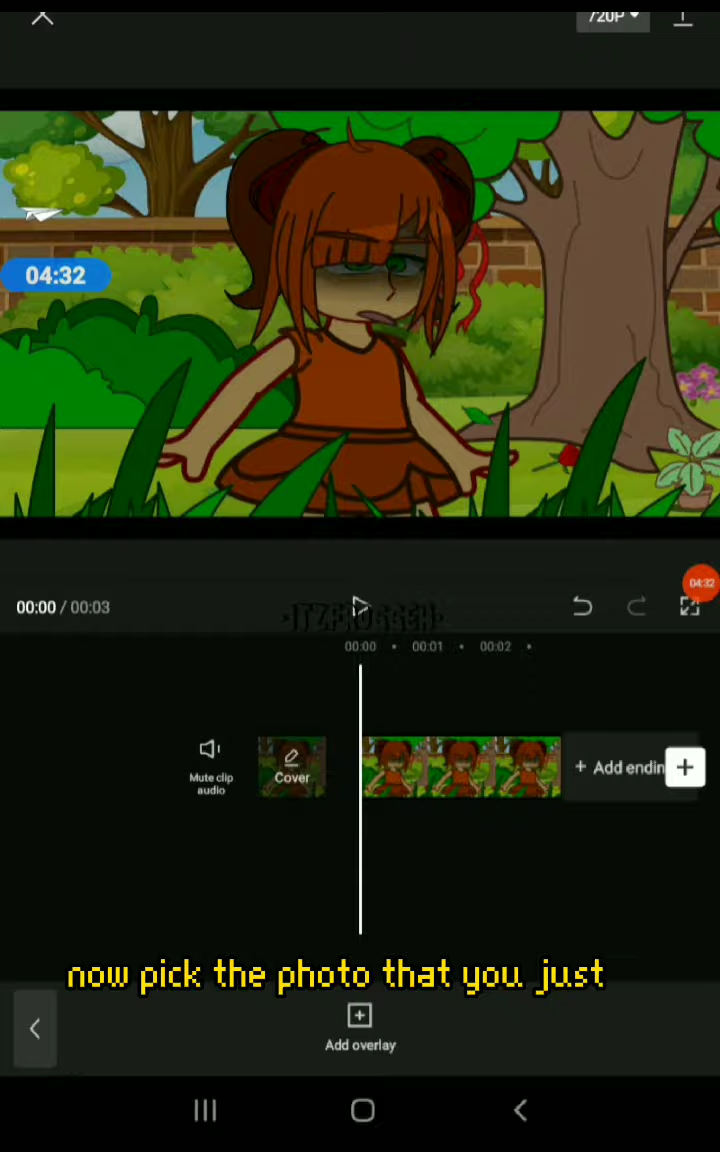 720P
04:32
04:32
00:00 / 00:03
-ITZFROGGEH-
00:00 00:01 00:02
Mute clip
audio
Cover
+ Add endin
now pick the photo that you just
Add overlay